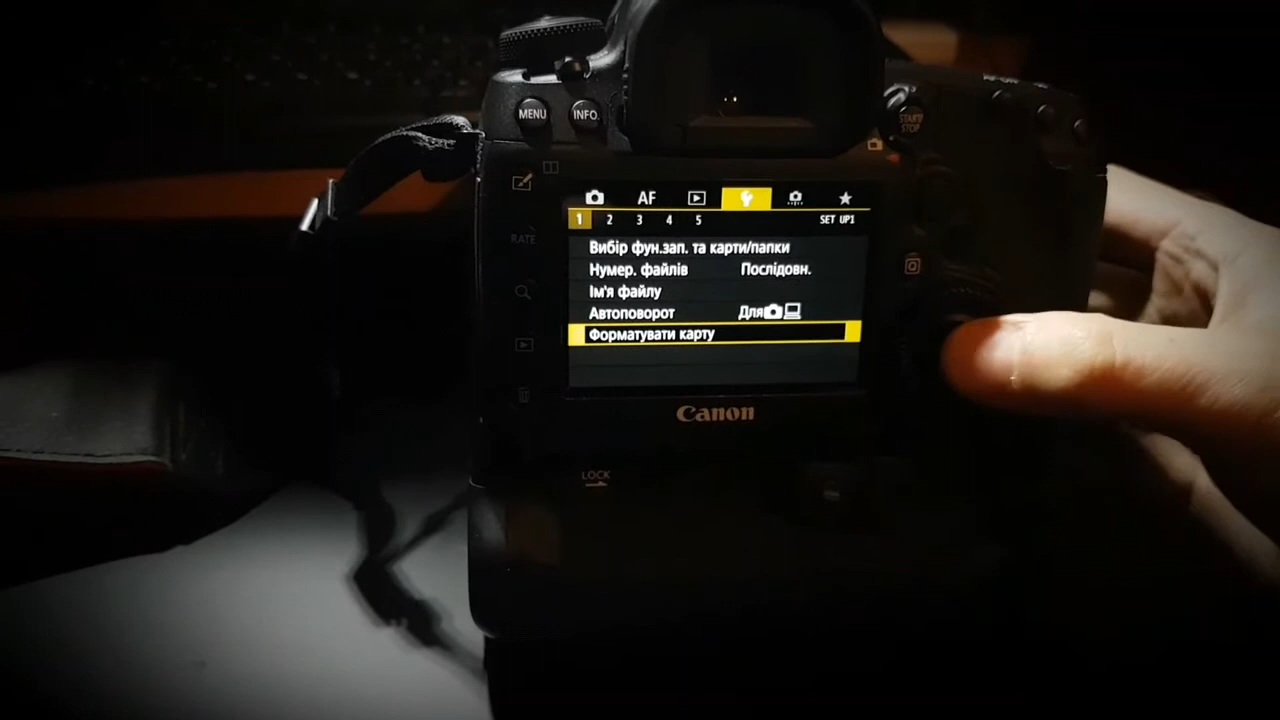 MENU INFO.
START/
STOP
RATE
AF
1 2 3 4 5 SET UP1
Вибір фун.зап. та карти/папки
Нумер. файлів Послідовн.
Ім'я файлу
Автоповорот Для
Форматувати карту
Q
Canon
LOCK